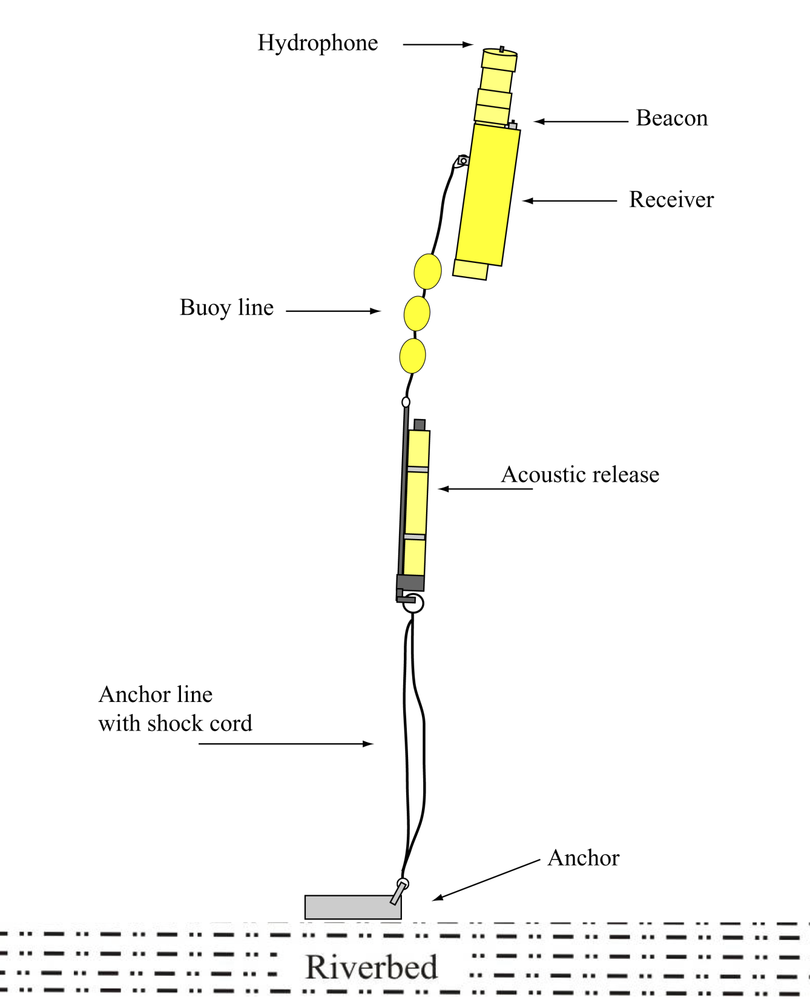 Hydrophone
Beacon
Receiver
Buoy line
Acoustic release
Anchor line
with shock cord
Anchor
Riverbed